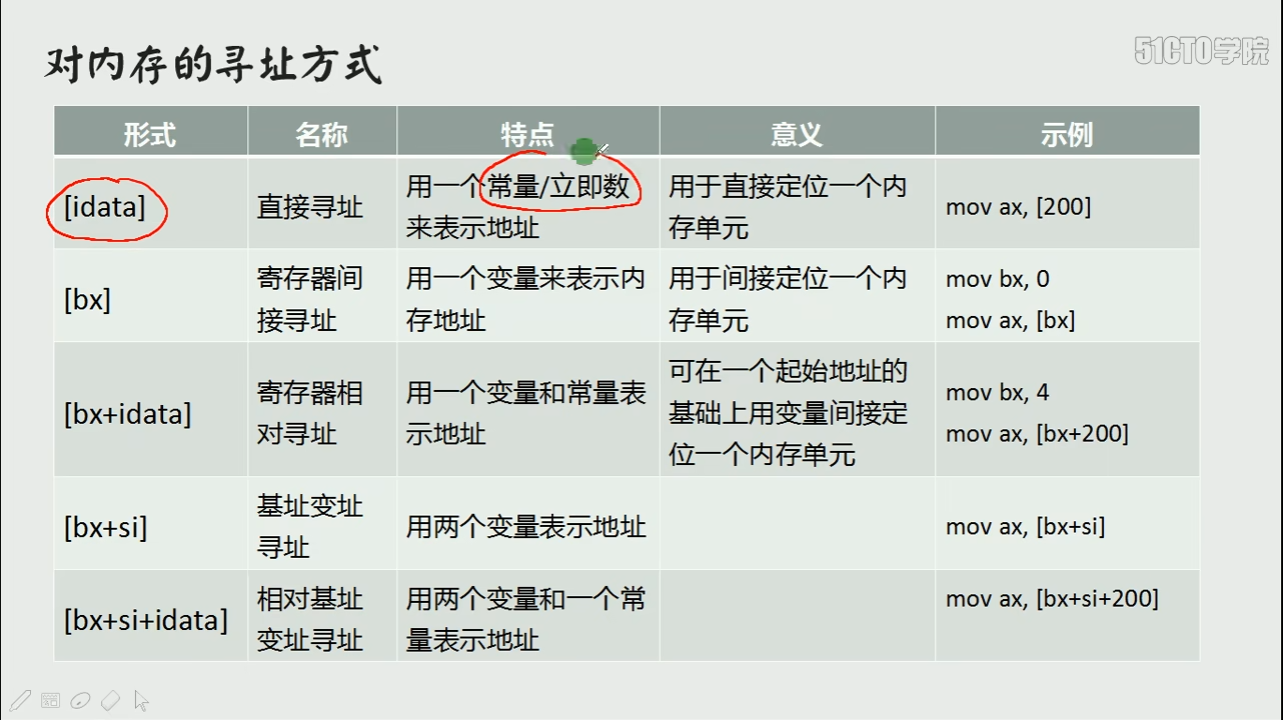 对内存的寻址方式
51CTO学院
形式
名称
特点
意义
示例
[idata]
直接寻址
用一个常量/立即数
来表示地址
用于直接定位一个内
存单元
mov ax, [200]
[bx]
寄存器间
接寻址
用一个变量来表示内
存地址
用于间接定位一个内
存单元
mov bx, 0
mov ax, [bx]
[bx+idata]
寄存器相
对寻址
用一个变量和常量表
示地址
可在一个起始地址的
基础上用变量间接定
位一个内存单元
mov bx, 4
mov ax, [bx+200]
[bx+si]
基址变址
寻址
用两个变量表示地址
mov ax, [bx+si]
[bx+si+idata]
相对基址
变址寻址
用两个变量和一个常
量表示地址
mov ax, [bx+si+200]